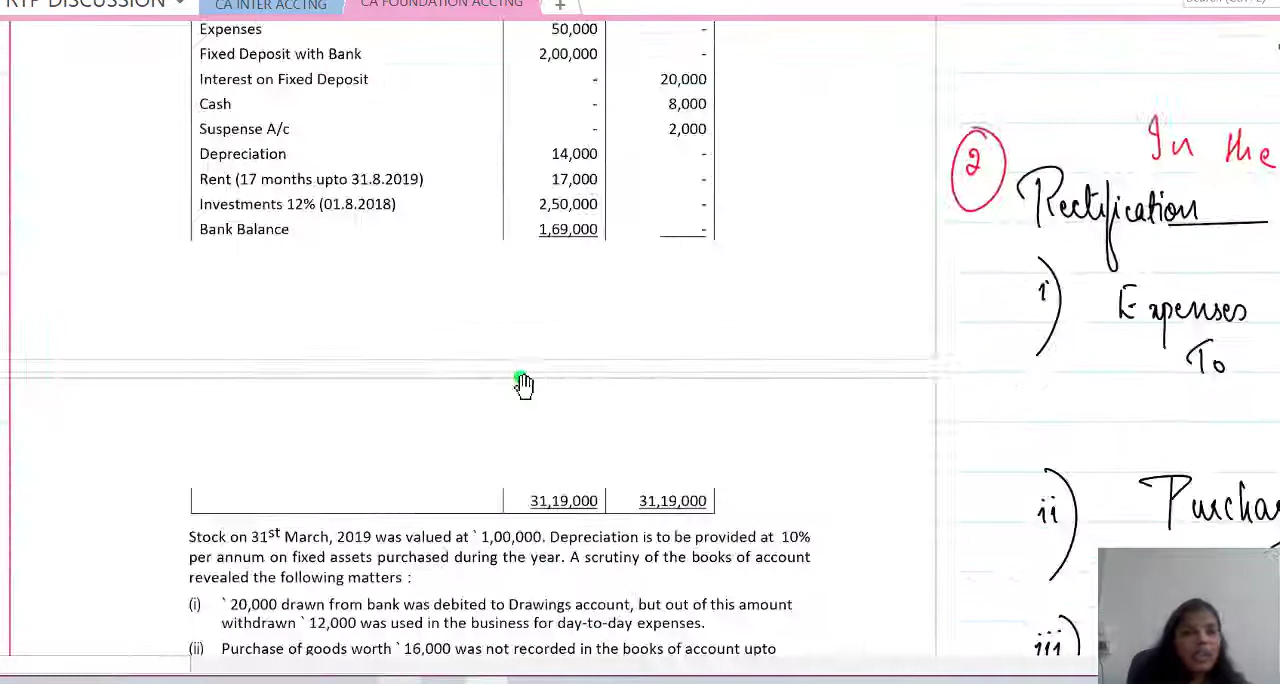 RTP DISCUSSION
CA INTER ACCTNG
CA FOUNDATION ACCTNG
+
Expenses 50,000 -
Fixed Deposit with Bank 2,00,000 -
Interest on Fixed Deposit - 20,000
Cash - 8,000
Suspense A/c - 2,000
Depreciation 14,000 -
Rent (17 months upto 31.8.2019) 17,000 -
Investments 12% (01.8.2018) 2,50,000 -
Bank Balance 1,69,000 -
31,19,000 31,19,000
Stock on 31st March, 2019 was valued at ` 1,00,000. Depreciation is to be provided at 10%
per annum on fixed assets purchased during the year. A scrutiny of the books of account
revealed the following matters :
(i) ` 20,000 drawn from bank was debited to Drawings account, but out of this amount
withdrawn ` 12,000 was used in the business for day-to-day expenses.
(ii) Purchase of goods worth ` 16,000 was not recorded in the books of account upto
2 In the
Rectification
i) Expenses
To
ii) Purcha
iii)